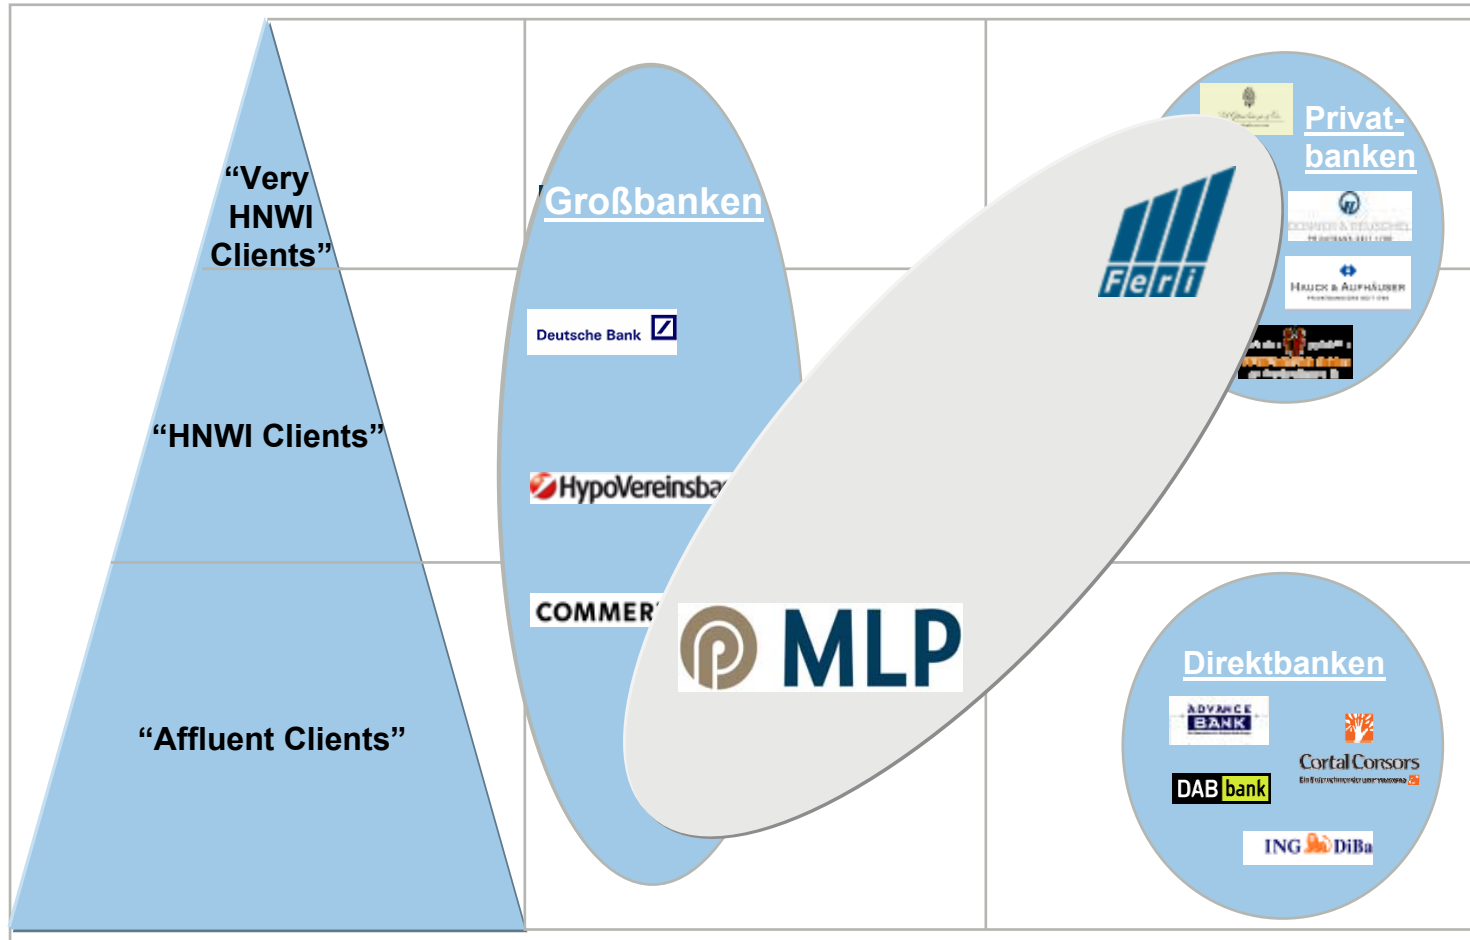 “Very
HNWI
Clients”
“HNWI Clients”
“Affluent Clients”
Großbanken
Deutsche Bank
HypoVereinsba
COMMER
Feri
MLP
Privat-
banken
HAUCK & AUFHÄUSER
Direktbanken
ADVANCE
BANK
Cortal Consors
DAB bank
ING DiBa